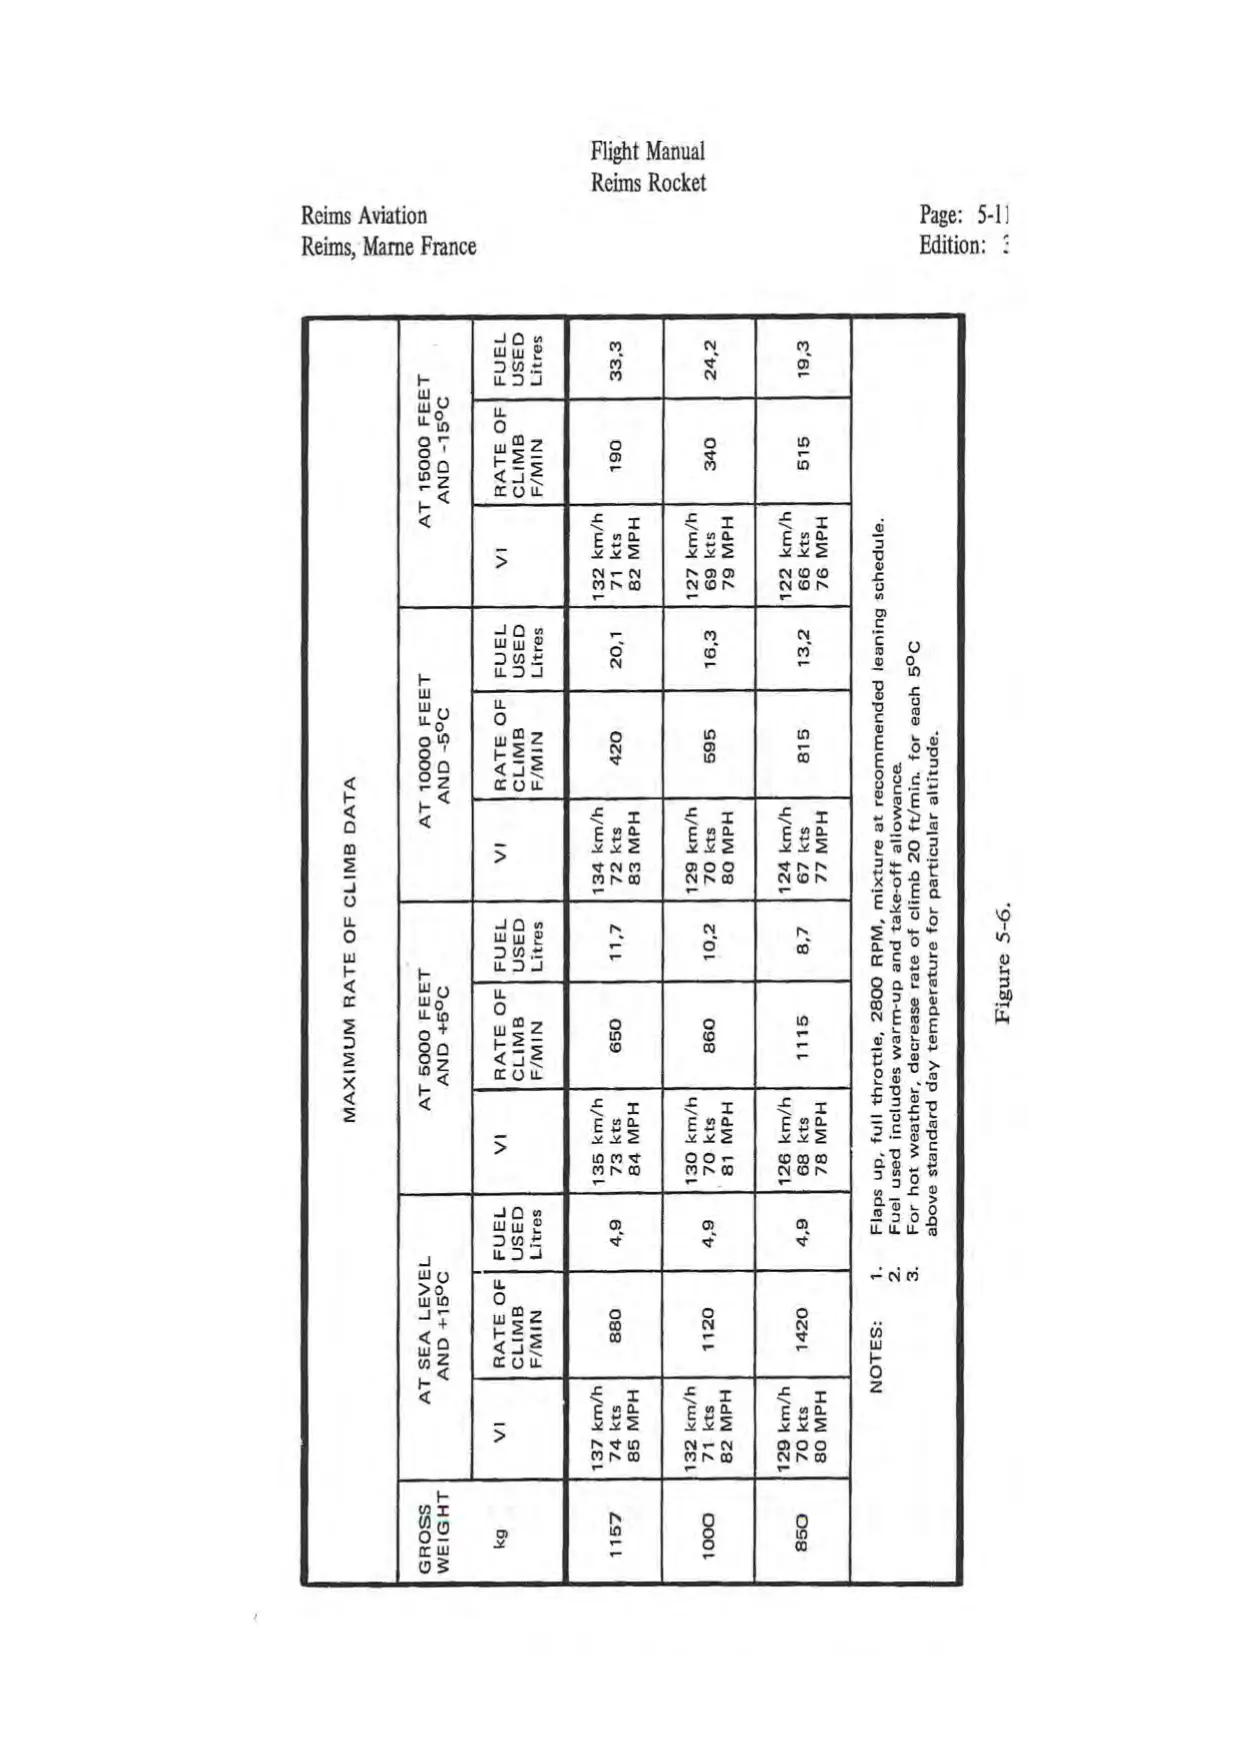 Flight Manual
Reims Rocket
Reims Aviation
Reims, Marne France
Page: 5-11
Edition:
MAXIMUM RATE OF CLIMB DATA
GROSS WEIGHT
AT SEA LEVEL AND +15°C
AT 5000 FEET AND +5°C
AT 10000 FEET AND -5°C
AT 15000 FEET AND -15°C
kg
VI
RATE OF CLIMB F/MIN
FUEL USED Litres
VI
RATE OF CLIMB F/MIN
FUEL USED Litres
VI
RATE OF CLIMB F/MIN
FUEL USED Litres
VI
RATE OF CLIMB F/MIN
FUEL USED Litres
1157
137 km/h
74 kts
85 MPH
880
4,9
135 km/h
73 kts
84 MPH
650
11,7
134 km/h
72 kts
83 MPH
420
20,1
132 km/h
71 kts
82 MPH
190
33,3
1000
132 km/h
71 kts
82 MPH
1120
4,9
130 km/h
70 kts
81 MPH
860
10,2
129 km/h
70 kts
80 MPH
595
16,3
127 km/h
69 kts
79 MPH
340
24,2
850
129 km/h
70 kts
80 MPH
1420
4,9
126 km/h
68 kts
78 MPH
1115
8,7
124 km/h
67 kts
77 MPH
815
13,2
122 km/h
66 kts
76 MPH
515
19,3
NOTES: 1. Flaps up, full throttle, 2800 RPM, mixture at recommended leaning schedule.
2. Fuel used includes warm-up and take-off allowance.
3. For hot weather, decrease rate of climb 20 ft/min. for each 5°C
above standard day temperature for particular altitude.
Figure 5-6.